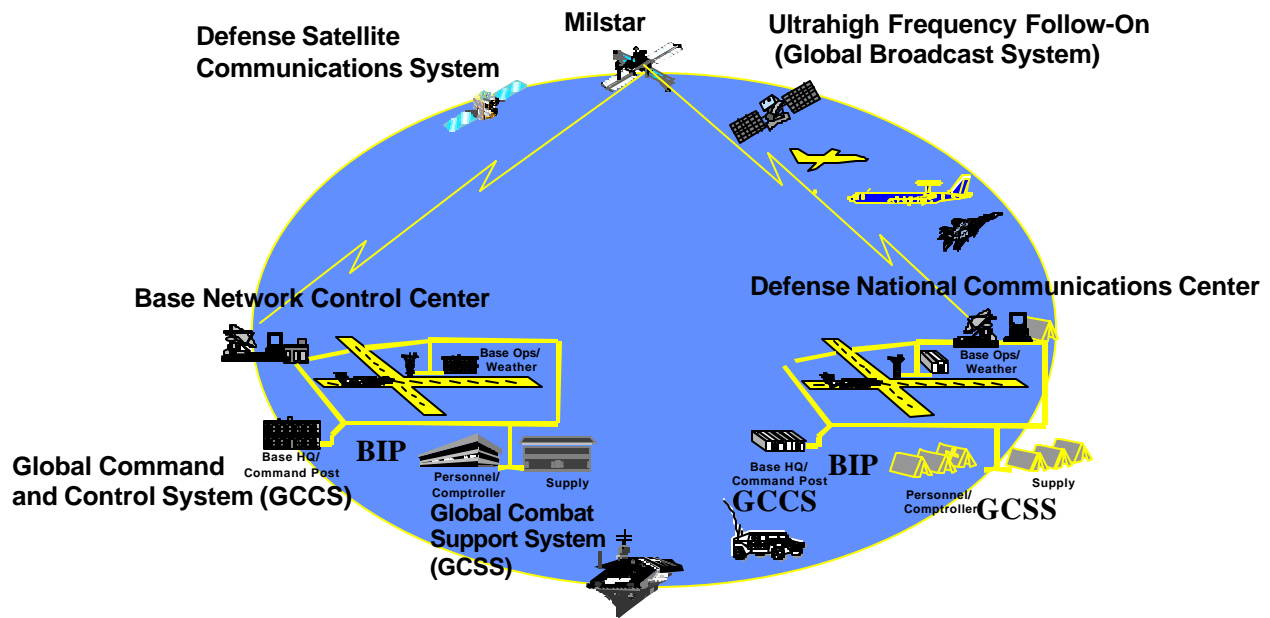 Milstar
Defense Satellite
Communications System
Ultrahigh Frequency Follow-On
(Global Broadcast System)
Base Network Control Center
Defense National Communications Center
Base Ops/
Weather
Base Ops/
Weather
Base HQ/
Command Post
BIP
Personnel/
Comptroller
Supply
Global Command
and Control System (GCCS)
Global Combat
Support System
(GCSS)
Base HQ/
Command Post
BIP
GCCS
Personnel/
Comptroller
Supply
GCSS